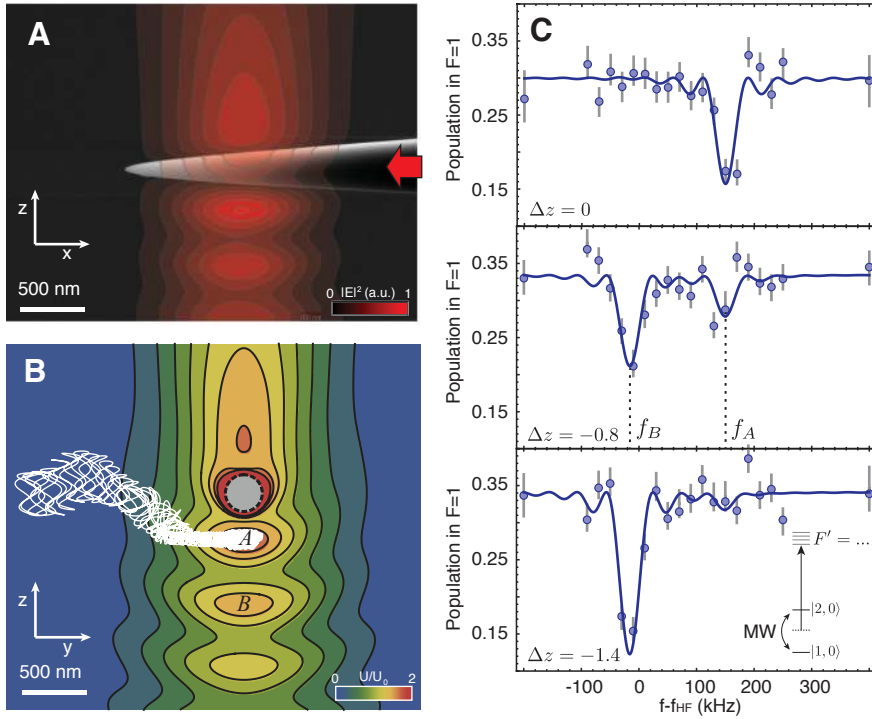 A
z
x
500 nm
0 |E|² (a.u.) 1
B
A
B
z
y
500 nm
0 U/U₀ 2
C
Population in F=1
0.35
0.25
0.15
Δz = 0
Population in F=1
0.35
0.25
0.15
f_B
f_A
Δz = −0.8
Population in F=1
0.35
0.25
0.15
F′ = ...
|2, 0⟩
MW
|1, 0⟩
Δz = −1.4
-100 0 100 200 300
f-f_HF (kHz)